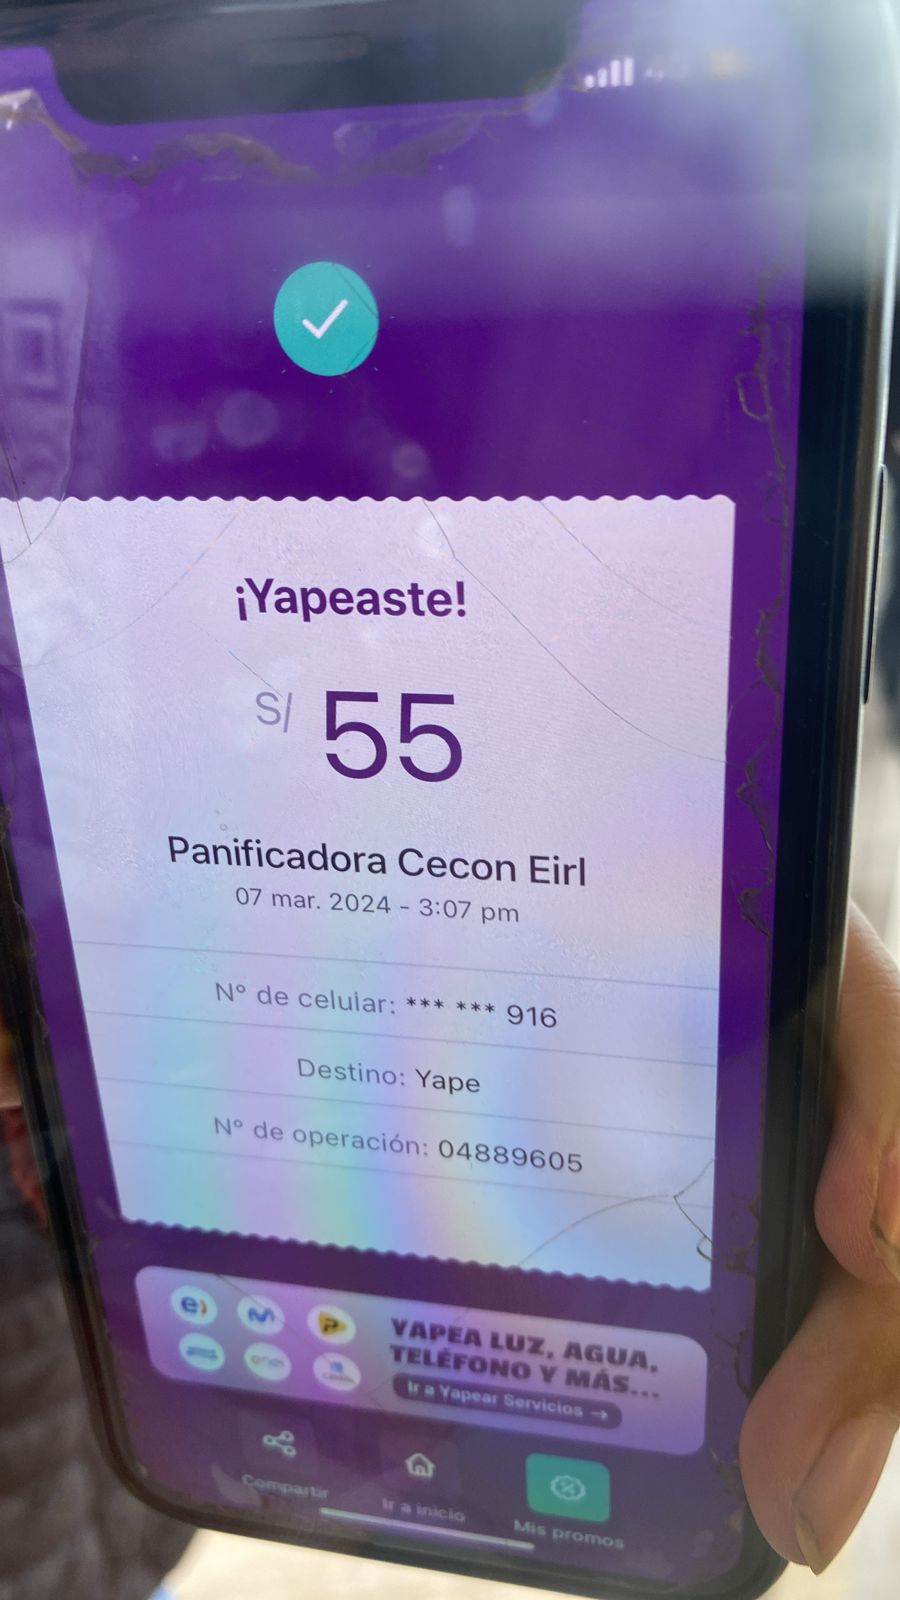 ¡Yapeaste!
S/ 55
Panificadora Cecon Eirl
07 mar. 2024 - 3:07 pm
N° de celular: *** *** 916
Destino: Yape
N° de operación: 04889605
e)
YAPEA LUZ, AGUA,
TELÉFONO Y MÁS...
Ir a Yapear Servicios →
Compartir
Ir a inicio
Mis promos